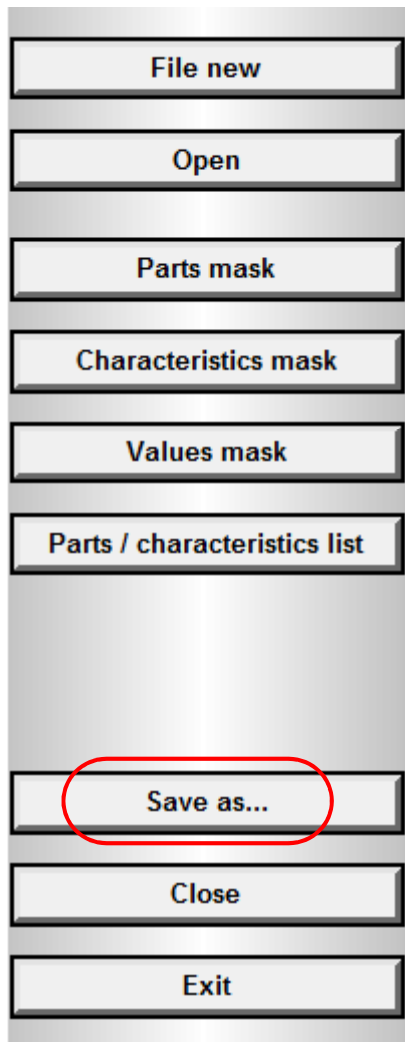 File new
Open
Parts mask
Characteristics mask
Values mask
Parts / characteristics list
Save as...
Close
Exit